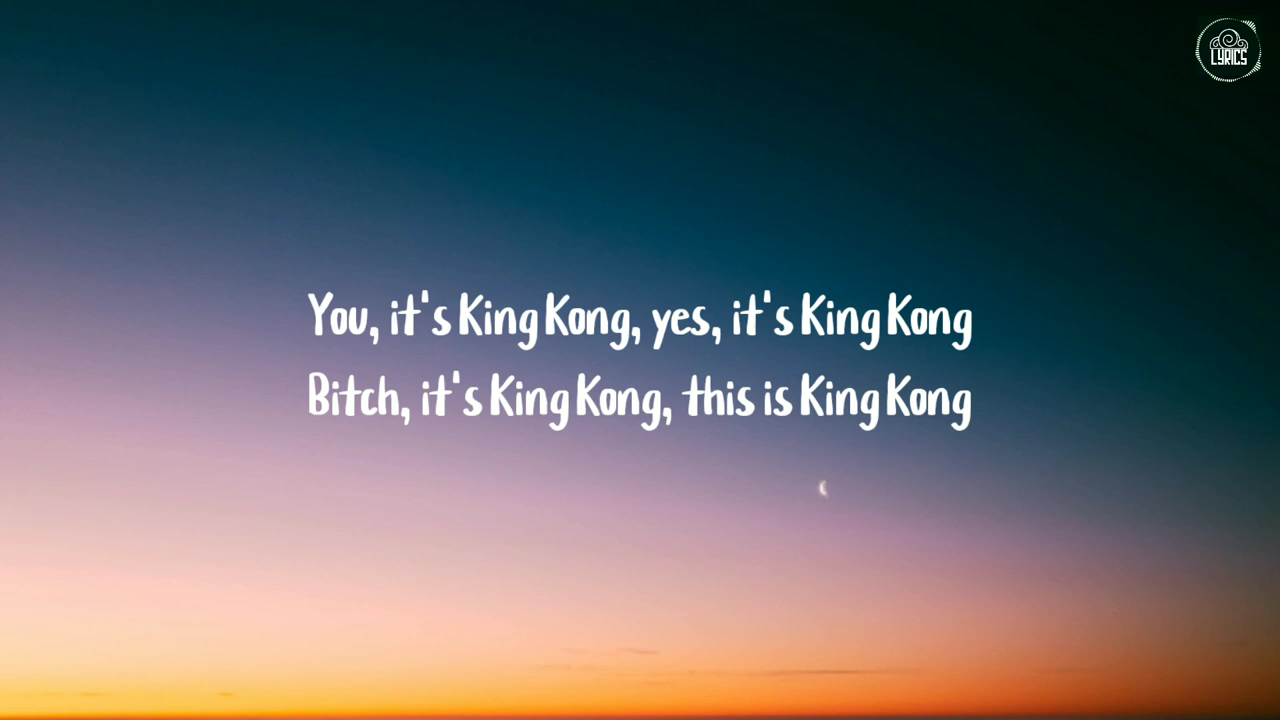 LYRICS
You, it's King Kong, yes, it's King Kong
Bitch, it's King Kong, this is King Kong